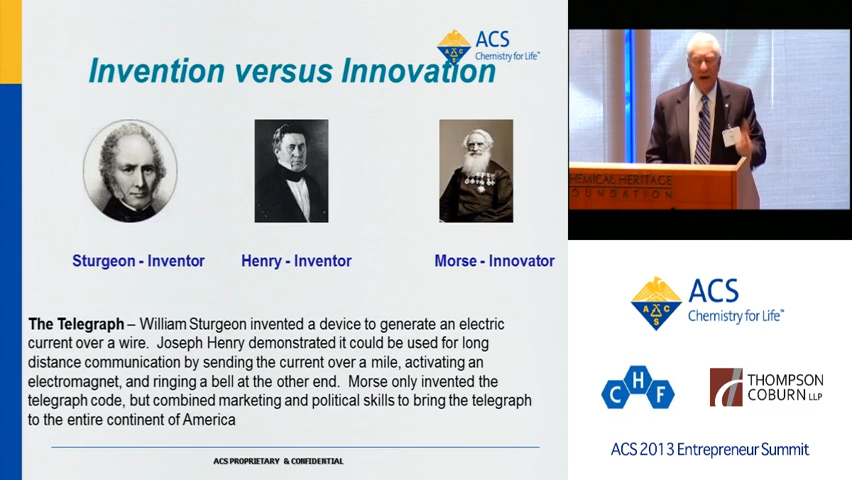 ACS
Chemistry for Life™
A C S
Invention versus Innovation
Sturgeon - Inventor
Henry - Inventor
Morse - Innovator
The Telegraph – William Sturgeon invented a device to generate an electric
current over a wire. Joseph Henry demonstrated it could be used for long
distance communication by sending the current over a mile, activating an
electromagnet, and ringing a bell at the other end. Morse only invented the
telegraph code, but combined marketing and political skills to bring the telegraph
to the entire continent of America
ACS PROPRIETARY & CONFIDENTIAL
HEMICAL HERITAGE
FOUNDATION
ACS
Chemistry for Life™
A C S
CHF
THOMPSON
COBURN LLP
ACS 2013 Entrepreneur Summit